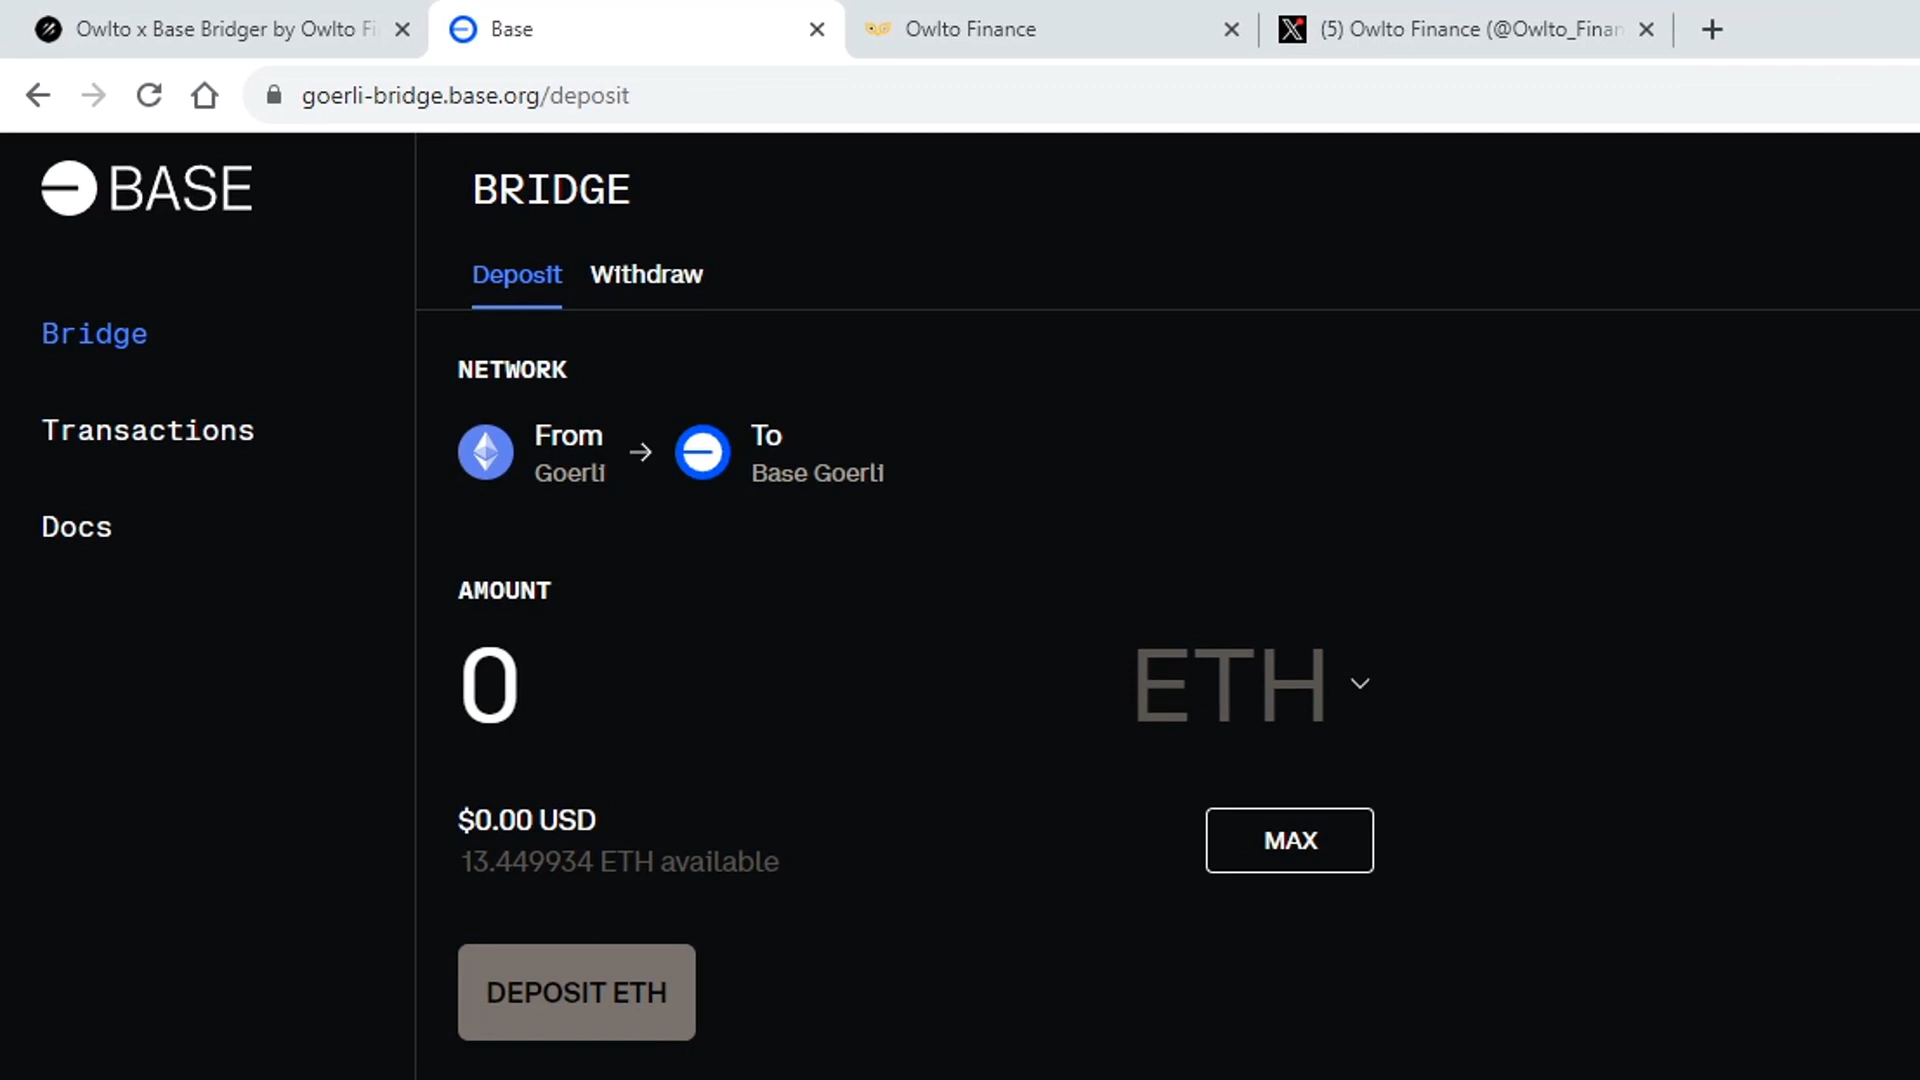 Owlto x Base Bridger by Owlto Fi
Base
Owlto Finance
(5) Owlto Finance (@Owlto_Finan
goerli-bridge.base.org/deposit
BASE
BRIDGE
Deposit
Withdraw
Bridge
Transactions
Docs
NETWORK
From
Goerli
To
Base Goerli
AMOUNT
0
ETH
$0.00 USD
13.449934 ETH available
MAX
DEPOSIT ETH